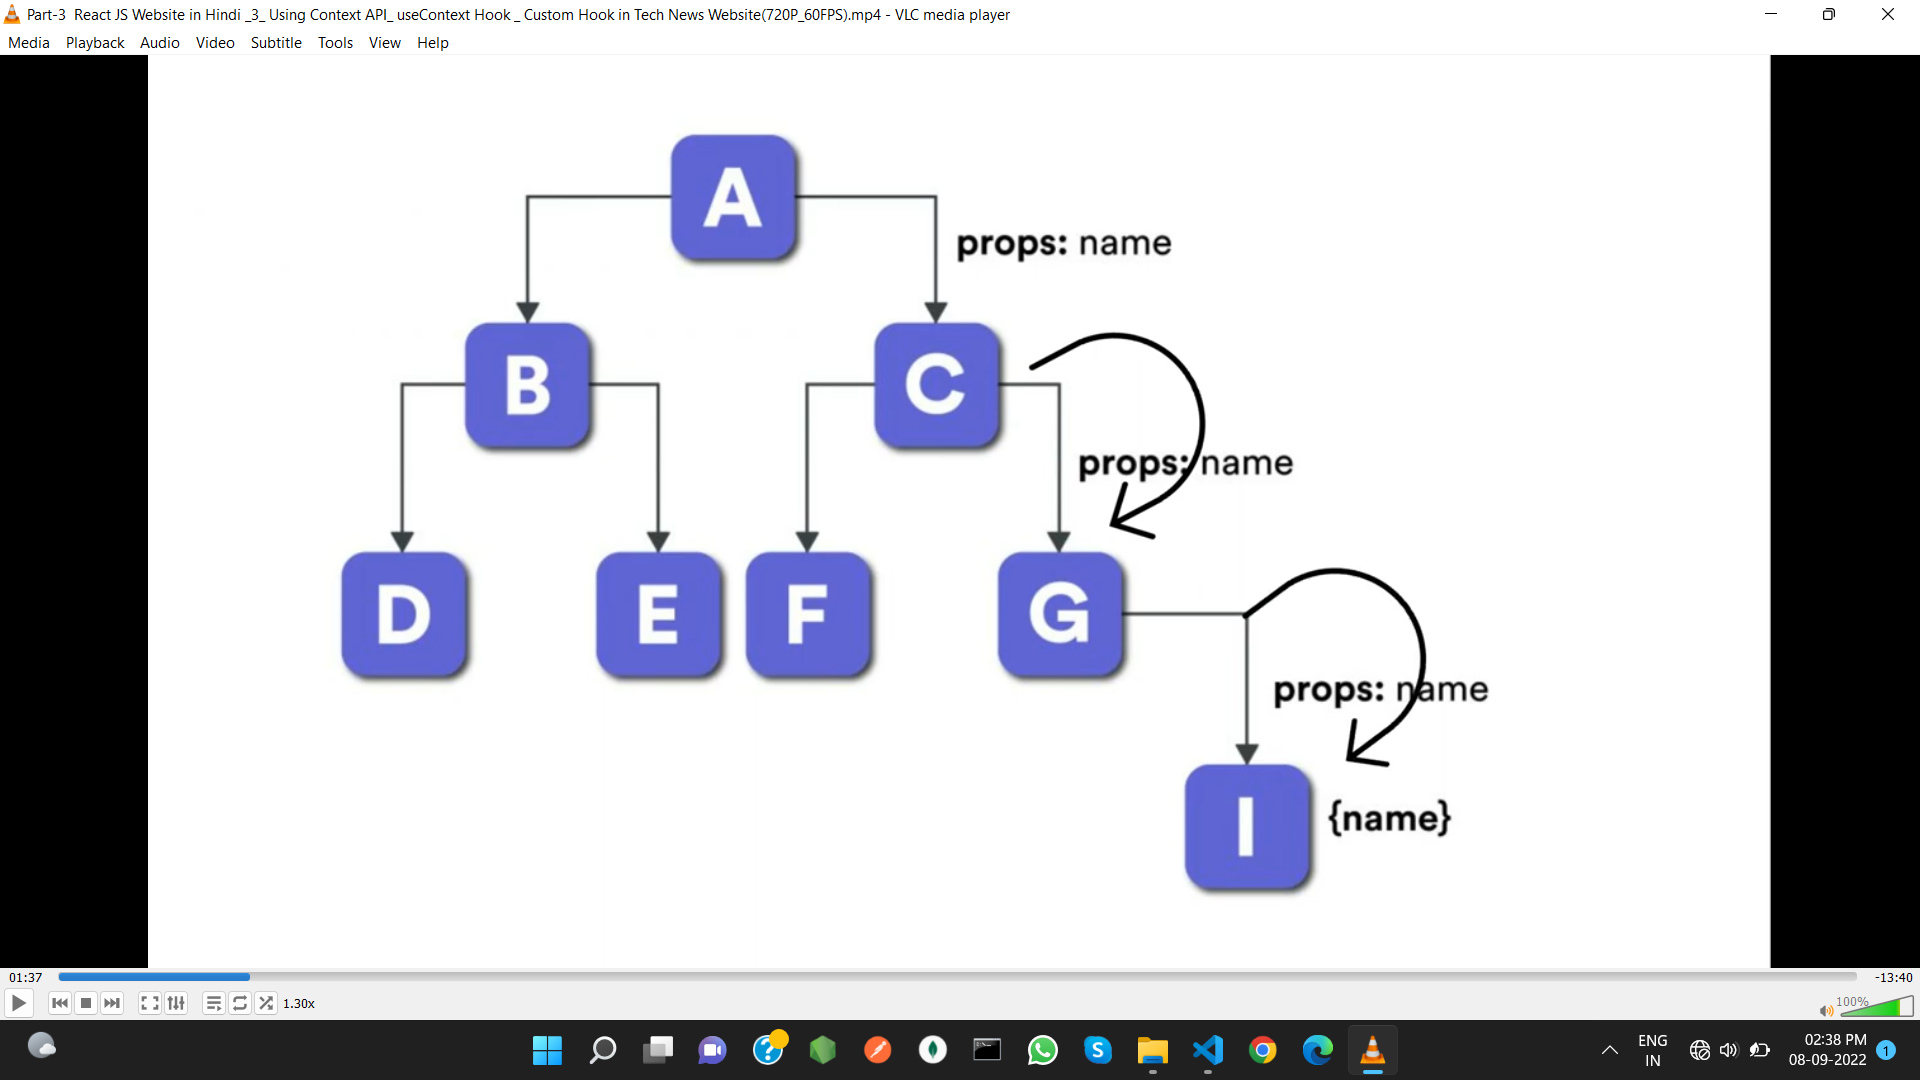 Part-3  React JS Website in Hindi _3_ Using Context API_ useContext Hook _ Custom Hook in Tech News Website(720P_60FPS).mp4 - VLC media player
Media Playback Audio Video Subtitle Tools View Help
A
props: name
B C
props: name
D E F G
props: name
I {name}
01:37 -13:40
1.30x 100%
ENG 02:38 PM
IN 08-09-2022 1